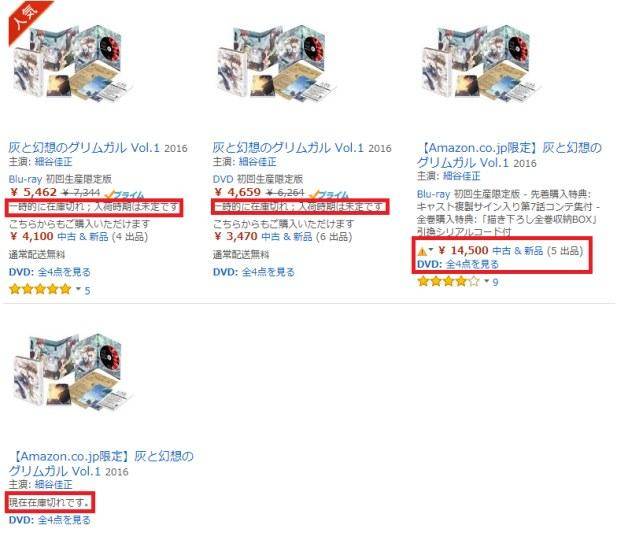 人気
灰と幻想のグリムガル Vol.1 2016
主演: 細谷佳正
Blu-ray 初回生産限定版
¥ 5,462 ¥ 7,344 プライム
一時的に在庫切れ；入荷時期は未定です
こちらからもご購入いただけます
¥ 4,100 中古 & 新品 (4 出品)
通常配送無料
DVD: 全4点を見る
5
灰と幻想のグリムガル Vol.1 2016
主演: 細谷佳正
DVD 初回生産限定版
¥ 4,659 ¥ 6,264 プライム
一時的に在庫切れ；入荷時期は未定です
こちらからもご購入いただけます
¥ 3,470 中古 & 新品 (6 出品)
通常配送無料
DVD: 全4点を見る
【Amazon.co.jp限定】灰と幻想の
グリムガル Vol.1 2016
主演: 細谷佳正
Blu-ray 初回生産限定版 - 先着購入特典:
キャスト複製サイン入り第7話コンテ集付 -
全巻購入特典:「描き下ろし全巻収納BOX」
引換シリアルコード付
¥ 14,500 中古 & 新品 (5 出品)
DVD: 全4点を見る
9
【Amazon.co.jp限定】灰と幻想の
グリムガル Vol.1 2016
主演: 細谷佳正
現在在庫切れです。
DVD: 全4点を見る